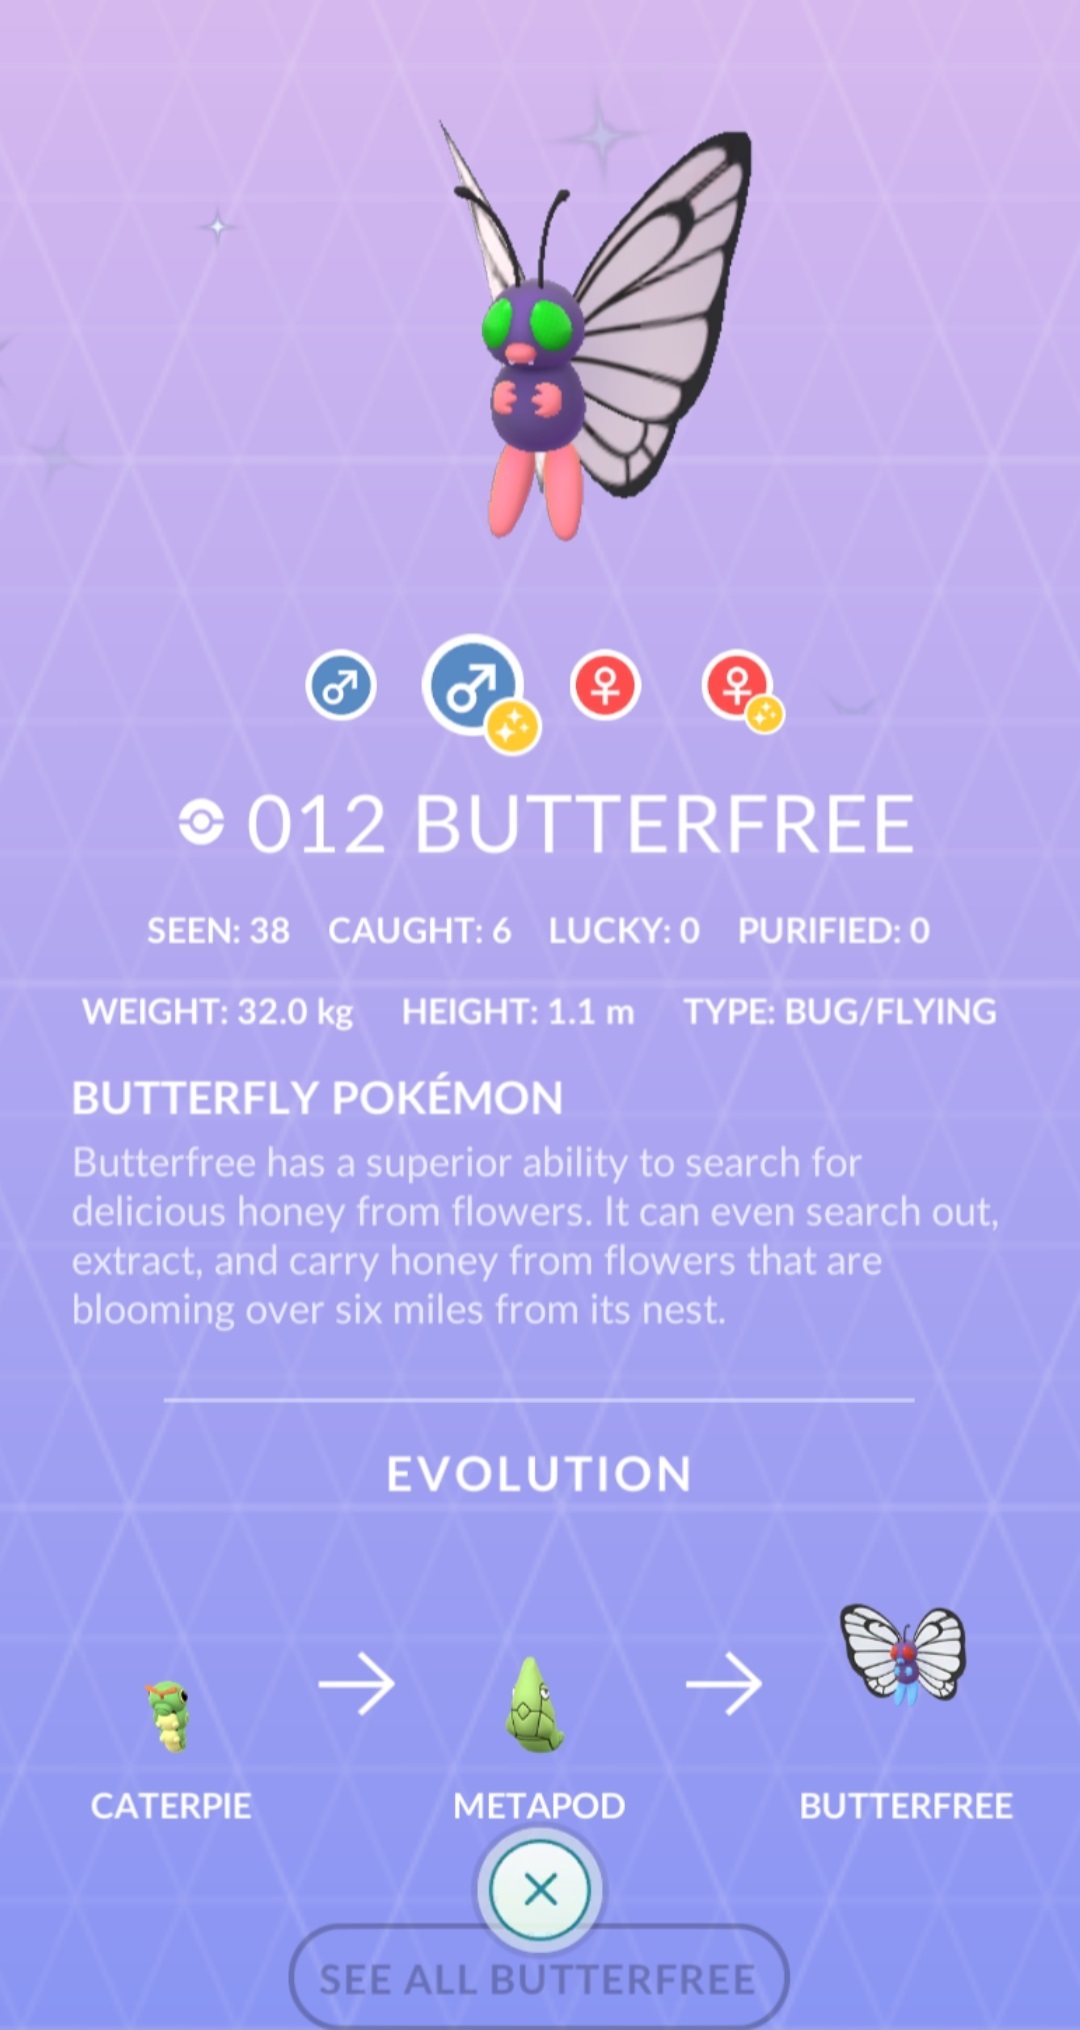 012 BUTTERFREE
SEEN: 38 CAUGHT: 6 LUCKY: 0 PURIFIED: 0
WEIGHT: 32.0 kg HEIGHT: 1.1 m TYPE: BUG/FLYING
BUTTERFLY POKÉMON
Butterfree has a superior ability to search for
delicious honey from flowers. It can even search out,
extract, and carry honey from flowers that are
blooming over six miles from its nest.
EVOLUTION
CATERPIE METAPOD BUTTERFREE
SEE ALL BUTTERFREE